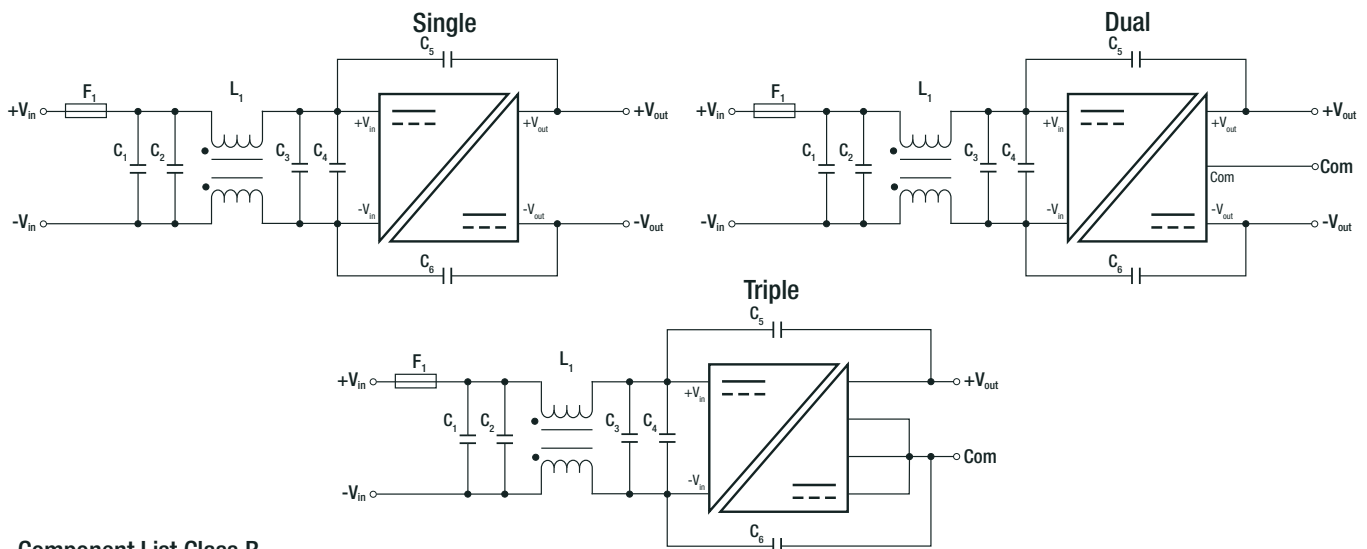 Single
C₅
F₁
L₁
+Vin
+Vout
+Vin
+Vout
C₁
C₂
C₃
C₄
-Vin
-Vout
-Vin
-Vout
C₆
Dual
C₅
F₁
L₁
+Vin
+Vout
+Vin
+Vout
C₁
C₂
C₃
C₄
Com
Com
-Vin
-Vout
-Vin
-Vout
C₆
Triple
C₅
F₁
L₁
+Vin
+Vout
+Vin
C₁
C₂
C₃
C₄
Com
-Vin
-Vin
C₆
Component List Class B